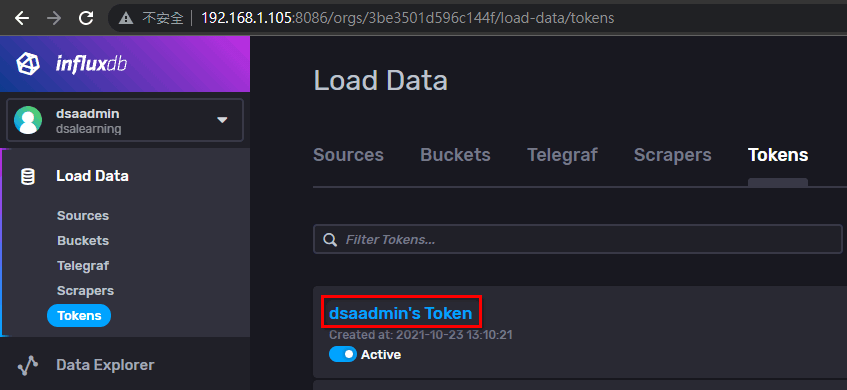 不安全 192.168.1.105:8086/orgs/3be3501d596c144f/load-data/tokens
influxdb
dsaadmin
dsalearning
Load Data
Sources
Buckets
Telegraf
Scrapers
Tokens
Data Explorer
Load Data
Sources Buckets Telegraf Scrapers Tokens
Filter Tokens...
dsaadmin's Token
Created at: 2021-10-23 13:10:21
Active